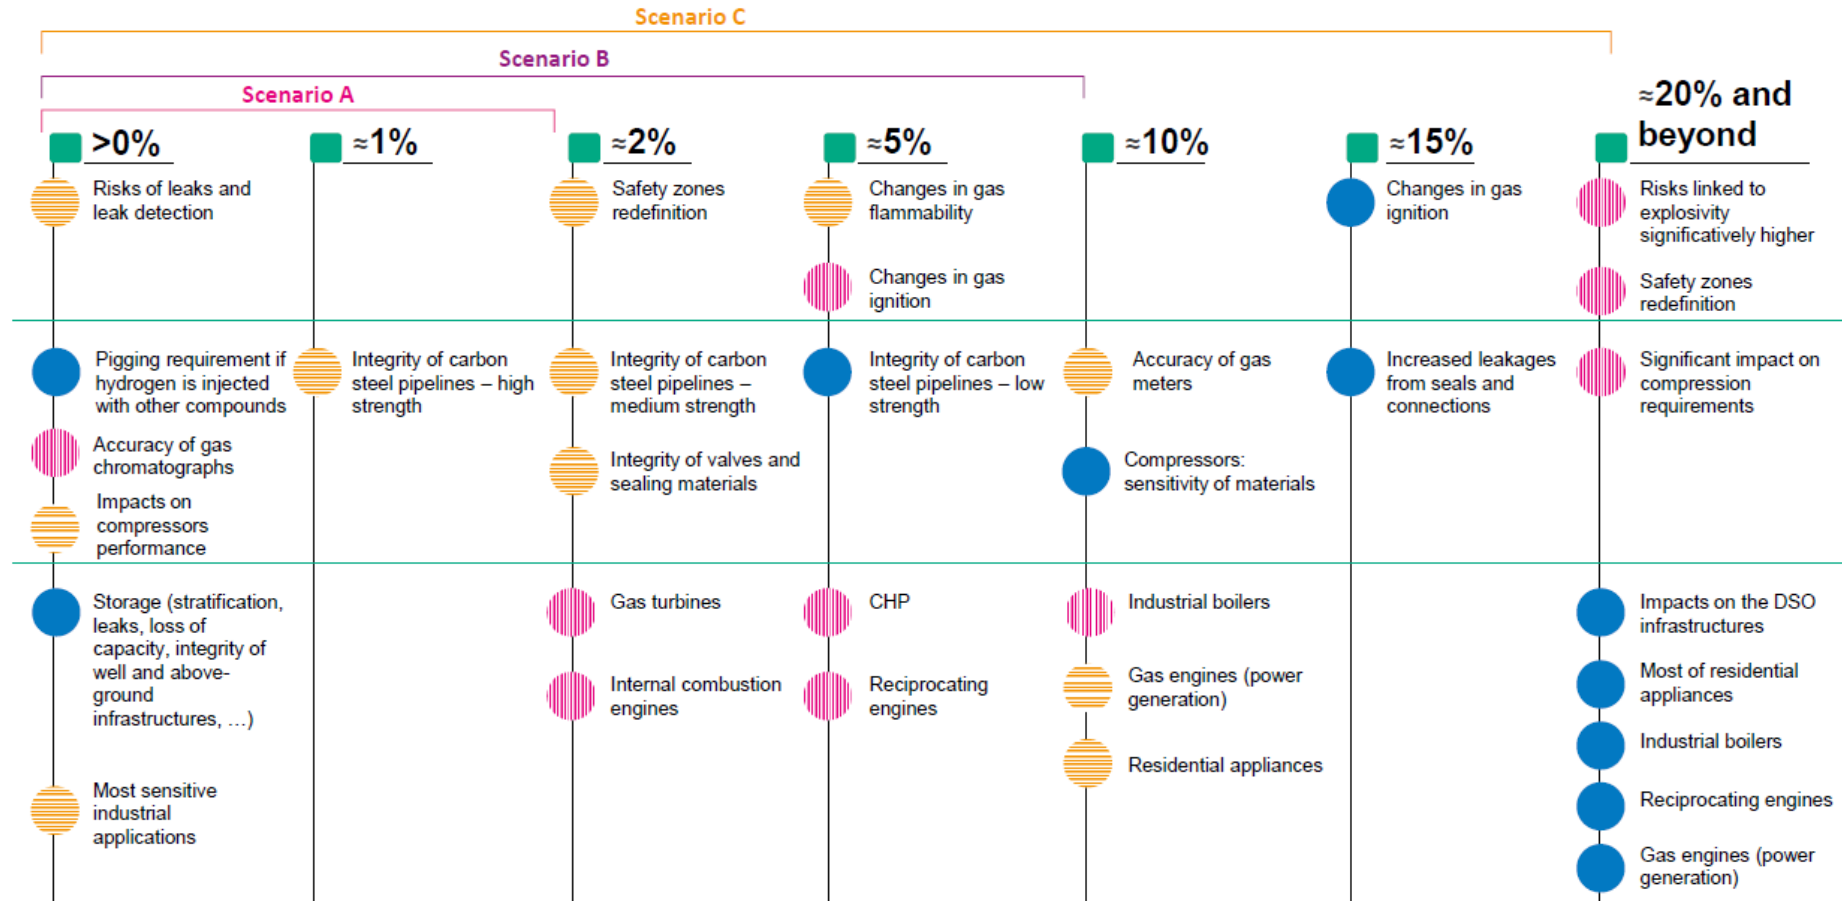 Scenario C
Scenario B
Scenario A
>0%
≈1%
≈2%
≈5%
≈10%
≈15%
≈20% and
beyond
Risks of leaks and
leak detection
Safety zones
redefinition
Changes in gas
flammability
Changes in gas
ignition
Changes in gas
ignition
Risks linked to
explosivity
significatively higher
Safety zones
redefinition
Pigging requirement if
hydrogen is injected
with other compounds
Accuracy of gas
chromatographs
Impacts on
compressors
performance
Integrity of carbon
steel pipelines – high
strength
Integrity of carbon
steel pipelines –
medium strength
Integrity of valves and
sealing materials
Integrity of carbon
steel pipelines – low
strength
Accuracy of gas
meters
Compressors:
sensitivity of materials
Increased leakages
from seals and
connections
Significant impact on
compression
requirements
Storage (stratification,
leaks, loss of
capacity, integrity of
well and above-
ground
infrastructures, …)
Most sensitive
industrial
applications
Gas turbines
Internal combustion
engines
CHP
Reciprocating
engines
Industrial boilers
Gas engines (power
generation)
Residential appliances
Impacts on the DSO
infrastructures
Most of residential
appliances
Industrial boilers
Reciprocating engines
Gas engines (power
generation)